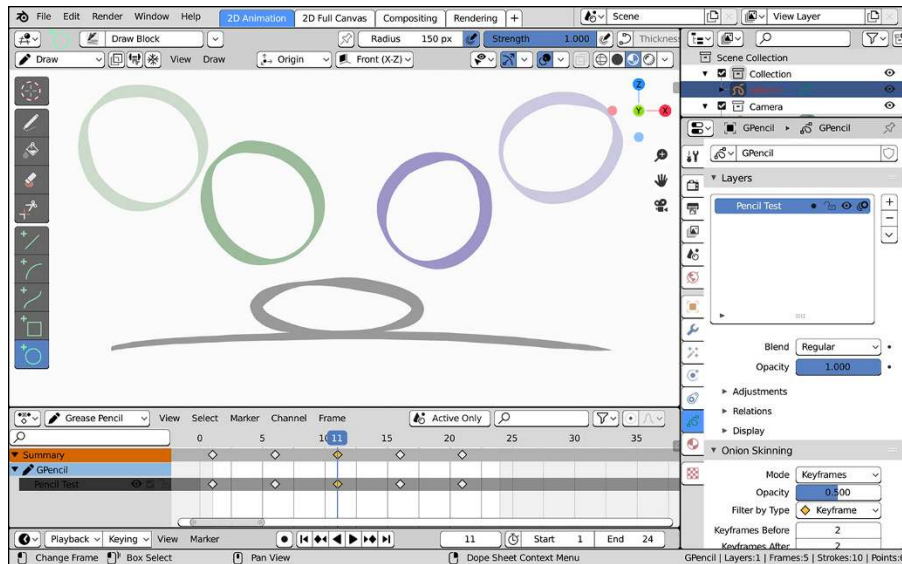 File Edit Render Window Help 2D Animation 2D Full Canvas Compositing Rendering + Scene View Layer
Draw Block Radius 150 px Strength 1.000
Draw View Draw Origin Front (X-Z)
Scene Collection
Collection
Camera
Z
Y
X
GPencil GPencil
GPencil
Layers
Pencil Test
Blend Regular
Opacity 1.000
Adjustments
Relations
Display
Onion Skinning
Mode Keyframes
Opacity 0.500
Filter by Type Keyframe
Keyframes Before 2
Keyframes After 2
Grease Pencil View Select Marker Channel Frame Active Only
0 5 11 15 20 25 30 35
Summary
GPencil
Pencil Test
Playback Keying View Marker 11 Start 1 End 24
Change Frame Box Select Pan View Dope Sheet Context Menu GPencil | Layers:1 | Frames:5 | Strokes:10 |